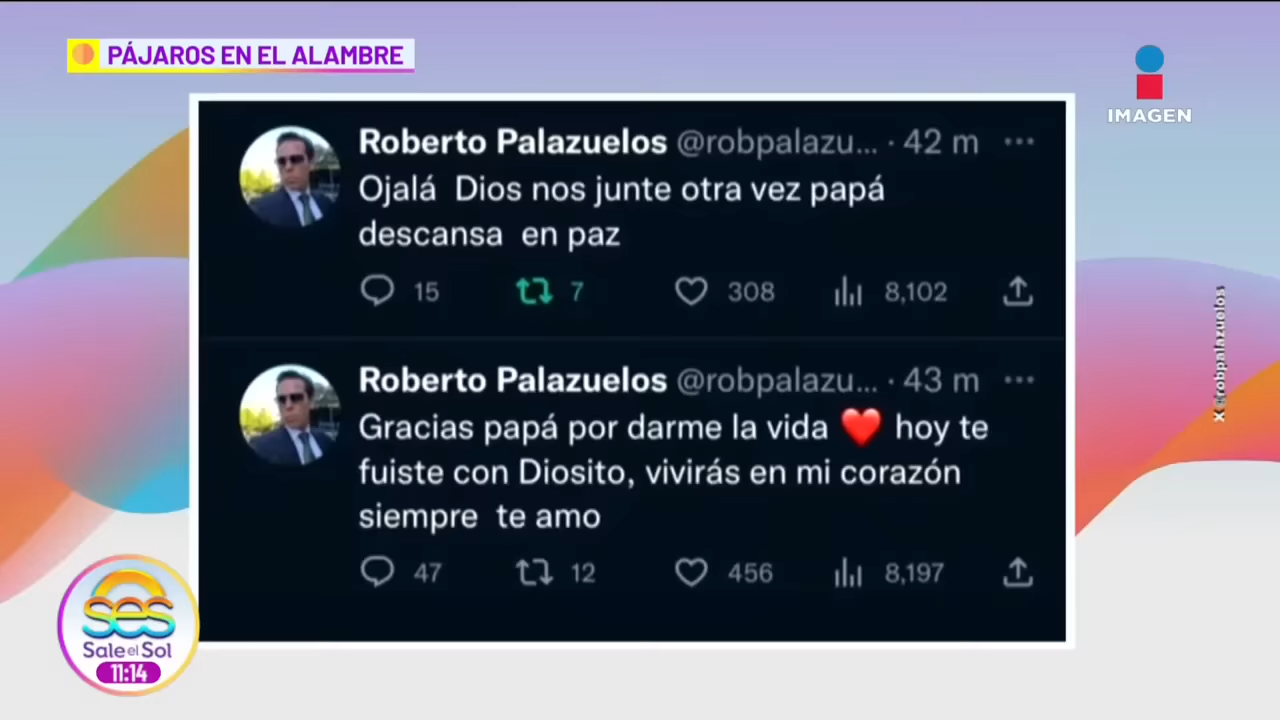 PÁJAROS EN EL ALAMBRE
IMAGEN
Roberto Palazuelos @robpalazu... · 42 m
Ojalá  Dios nos junte otra vez papá
descansa  en paz
15 7 308 8,102
Roberto Palazuelos @robpalazu... · 43 m
Gracias papá por darme la vida ❤️ hoy te
fuiste con Diosito, vivirás en mi corazón
siempre  te amo
47 12 456 8,197
X @robpalazuelos
ses
Sale el Sol
11:14